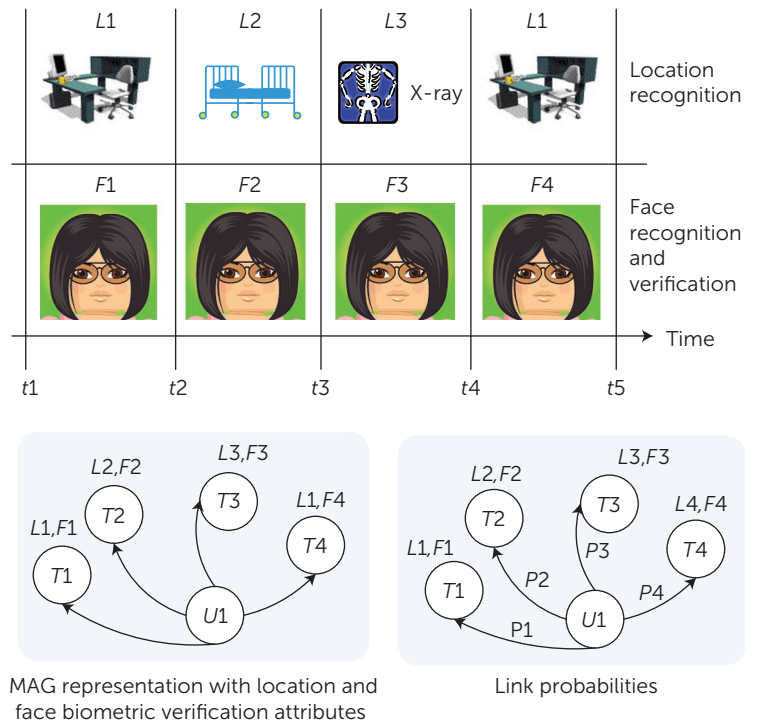 L1 L2 L3 L1
X-ray
Location
recognition
F1 F2 F3 F4
Face
recognition
and
verification
Time
t1 t2 t3 t4 t5
L3,F3
L2,F2
L1,F4
L1,F1
T3
T2
T4
T1
U1
MAG representation with location and
face biometric verification attributes
L3,F3
L2,F2
L4,F4
L1,F1
T3
T2
T4
P3
T1
P2
P4
U1
P1
Link probabilities